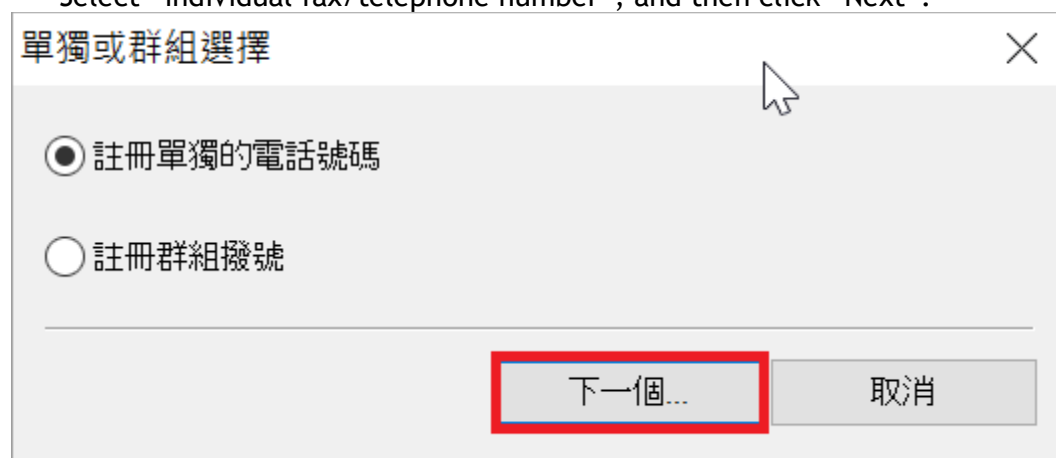 Select "Individual fax/telephone number", and then click "Next".
單獨或群組選擇
註冊單獨的電話號碼
註冊群組撥號
下一個...
取消